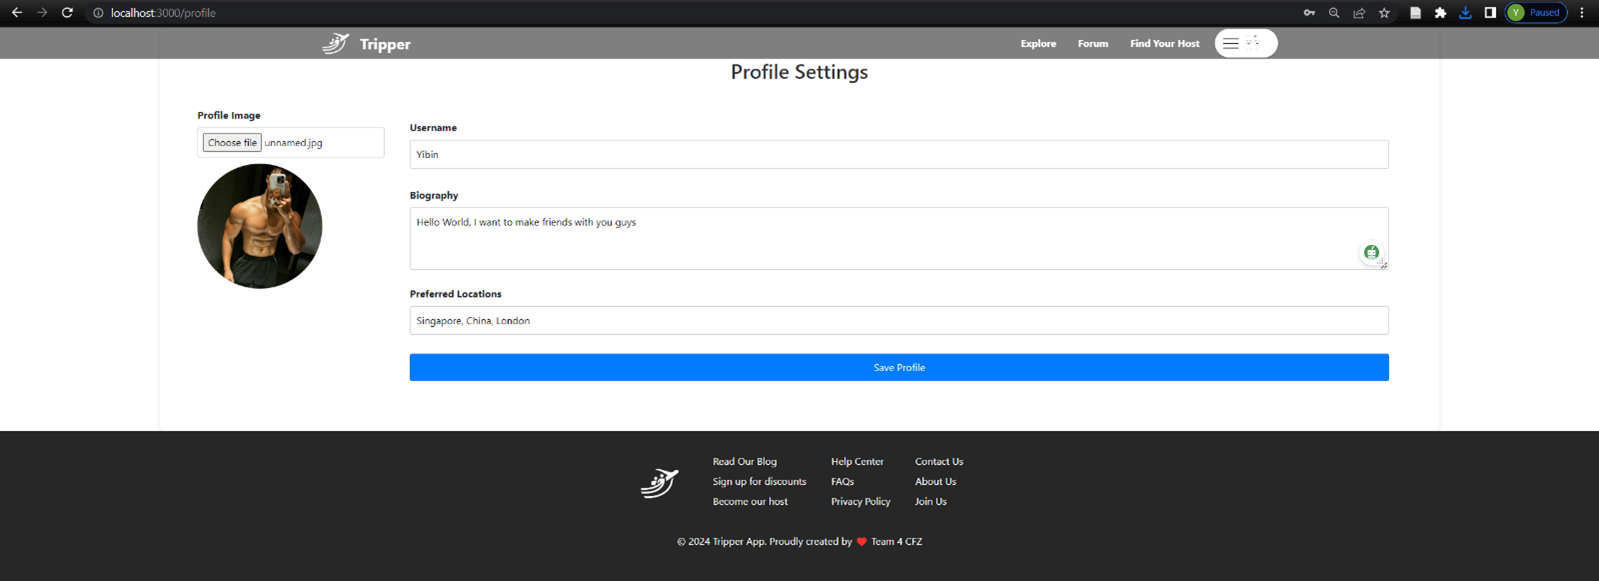 localhost:3000/profile
Y Paused
Tripper
Explore Forum Find Your Host
Profile Settings
Profile Image
Choose file unnamed.jpg
Username
Yibin
Biography
Hello World, I want to make friends with you guys
Preferred Locations
Singapore, China, London
Save Profile
Read Our Blog Help Center Contact Us
Sign up for discounts FAQs About Us
Become our host Privacy Policy Join Us
© 2024 Tripper App. Proudly created by ❤ Team 4 CFZ